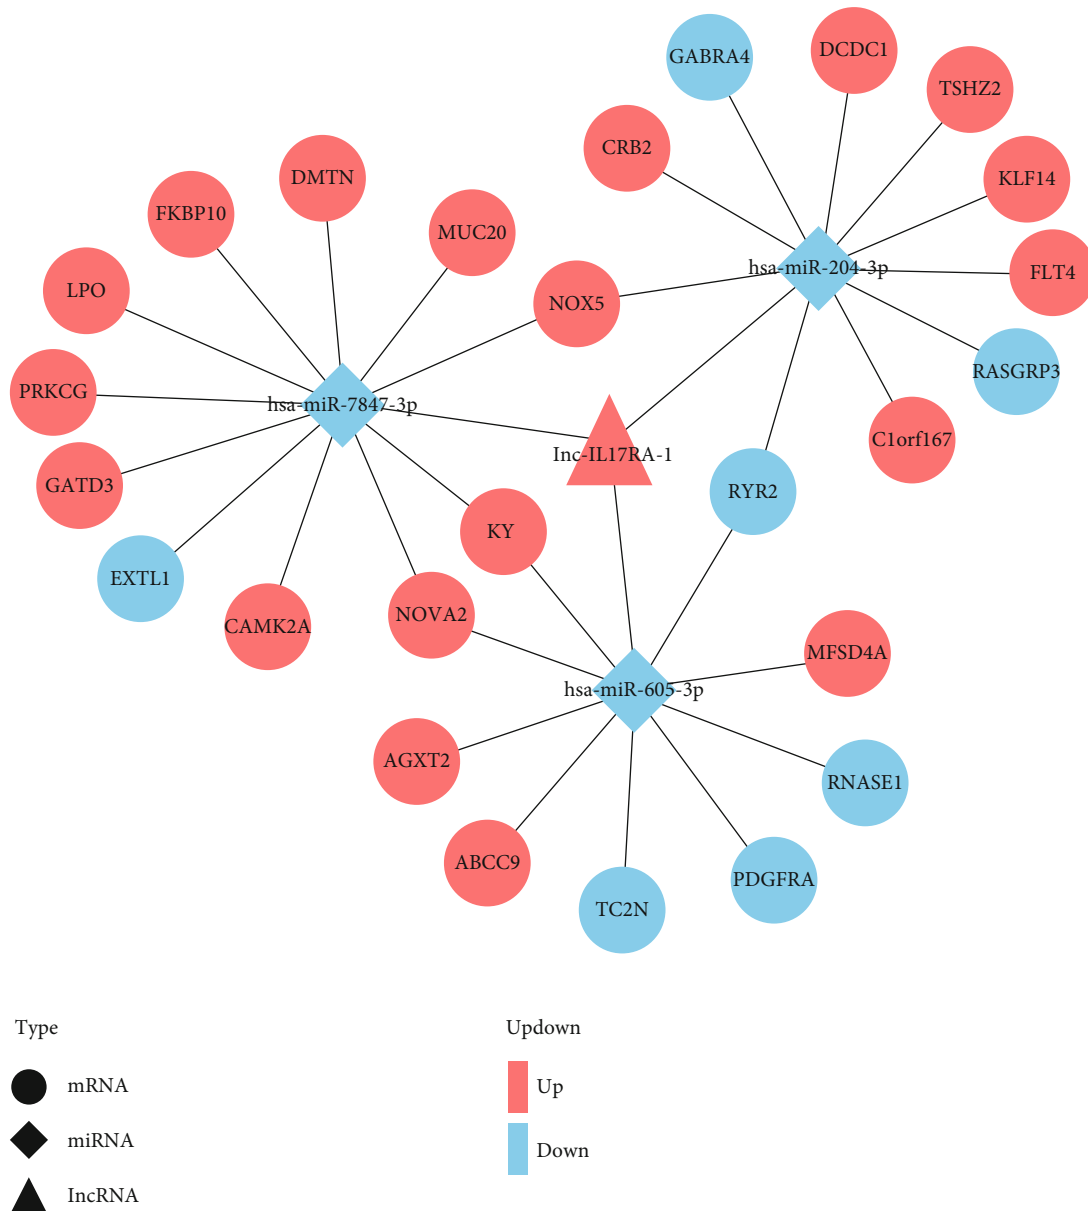 GABRA4
DCDC1
TSHZ2
CRB2
KLF14
DMTN
FKBP10
MUC20
hsa-miR-204-3p
FLT4
LPO
NOX5
RASGRP3
PRKCG
hsa-miR-7847-3p
C1orf167
Inc-IL17RA-1
GATD3
RYR2
KY
EXTL1
NOVA2
CAMK2A
MFSD4A
hsa-miR-605-3p
AGXT2
RNASE1
ABCC9
PDGFRA
TC2N
Type
mRNA
miRNA
IncRNA
Updown
Up
Down